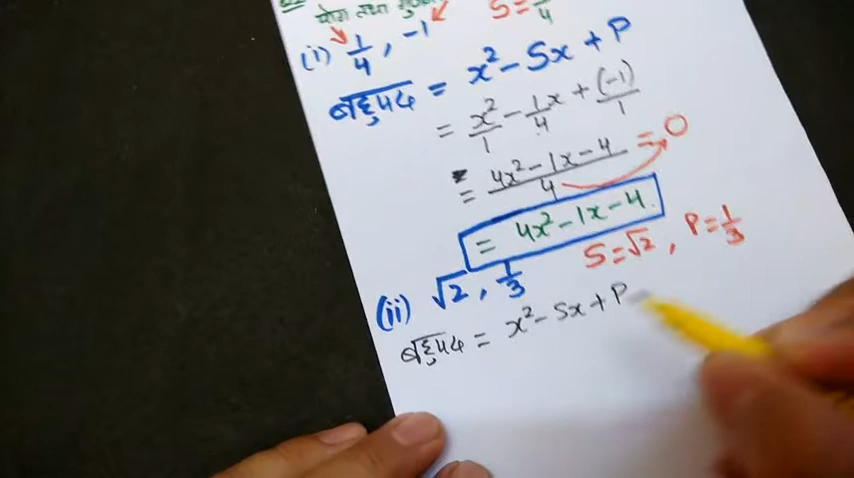 योग तथा S = /4
(i) 1/4, -1
बहुपद = x² - Sx + P
= x²/1 - 1/4 x + (-1)/1
= 4x² - 1x - 4 / 4 = 0
= 4x² - 1x - 4
(ii) √2, 1/3 S = √2, P = 1/3
बहुपद = x² - Sx + P